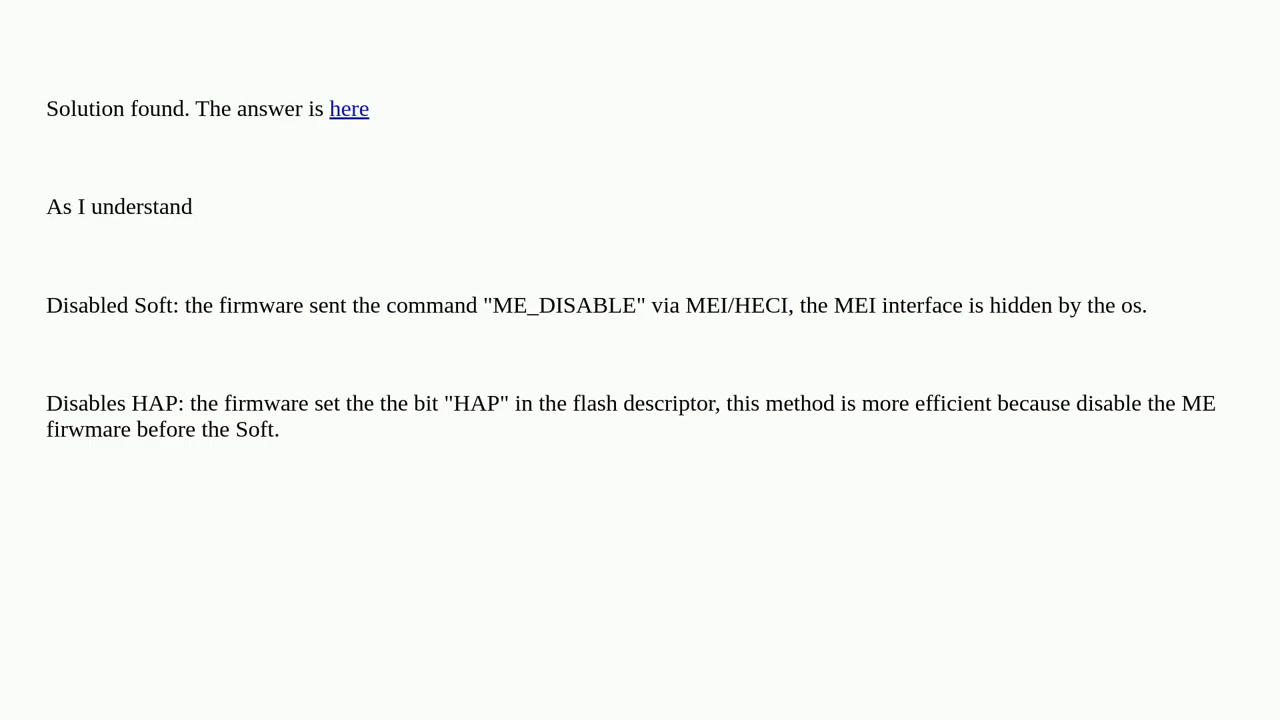 Solution found. The answer is here
As I understand
Disabled Soft: the firmware sent the command "ME_DISABLE" via MEI/HECI, the MEI interface is hidden by the os.
Disables HAP: the firmware set the the bit "HAP" in the flash descriptor, this method is more efficient because disable the ME
firwmare before the Soft.